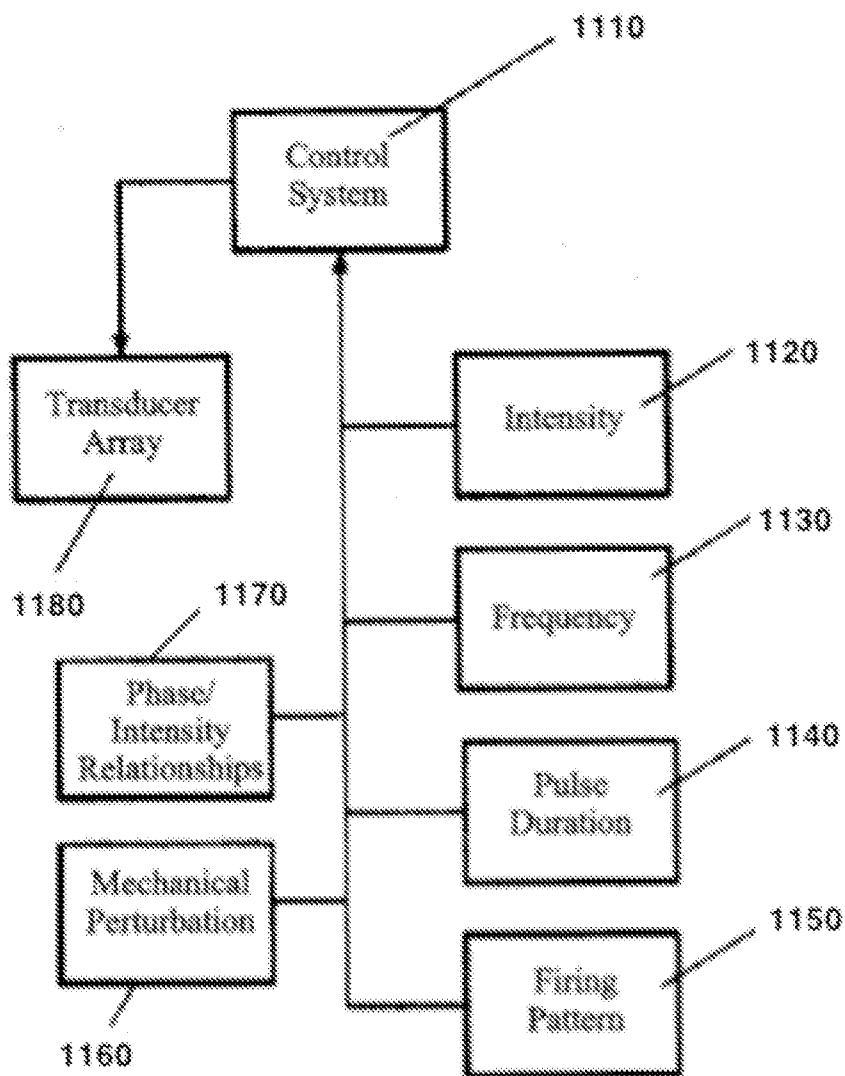 1110
Control
System
Transducer
Array
1120
Intensity
1130
Frequency
1180
1170
Phase/
Intensity
Relationships
1140
Pulse
Duration
Mechanical
Perturbation
1150
Firing
Pattern
1160